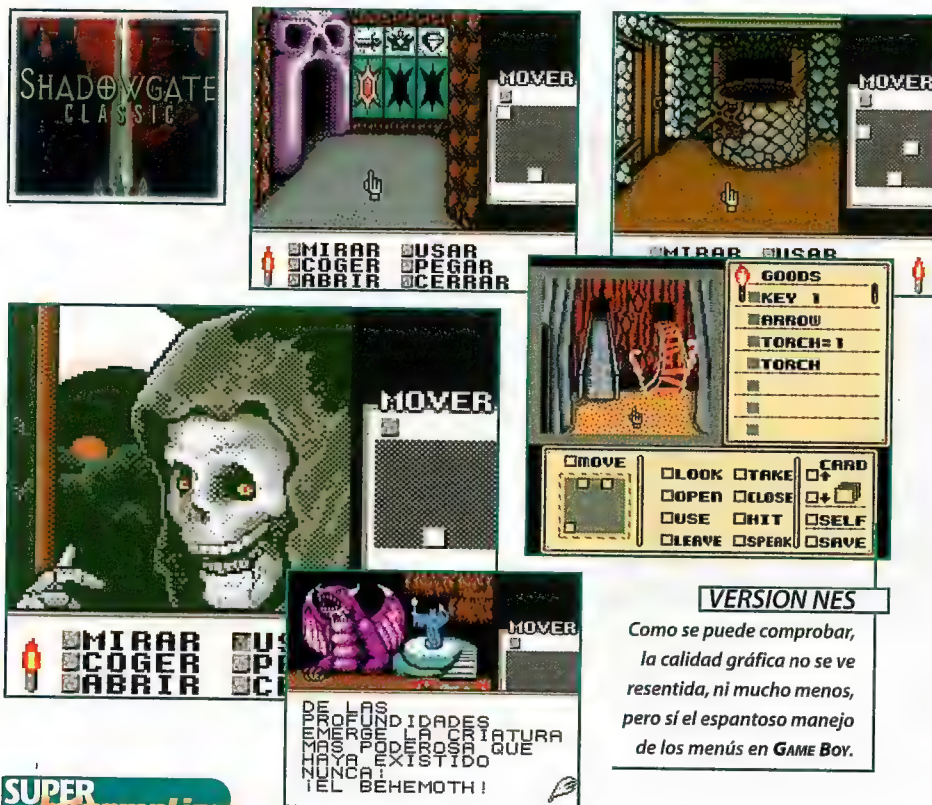 SHADOWGATE
CLASSIC
MOVER
MIRAR USAR
COGER PEGAR
ABRIR CERRAR
MOVER
MIRAR USAR
GOODS
KEY 1
ARROW
TORCH=1
TORCH
MOVE
LOOK TAKE
OPEN CLOSE
USE HIT
LEAVE SPEAK
CARD
SELF
SAVE
MOVER
MIRAR
COGER
ABRIR
MOVER
DE LAS
PROFUNDIDADES
EMERGE LA CRIATURA
MAS PODEROSA QUE
HAYA EXISTIDO
NUNCA¡
¡EL BEHEMOTH!
VERSION NES
Como se puede comprobar,
la calidad gráfica no se ve
resentida, ni mucho menos,
pero sí el espantoso manejo
de los menús en GAME BOY.
SUPER